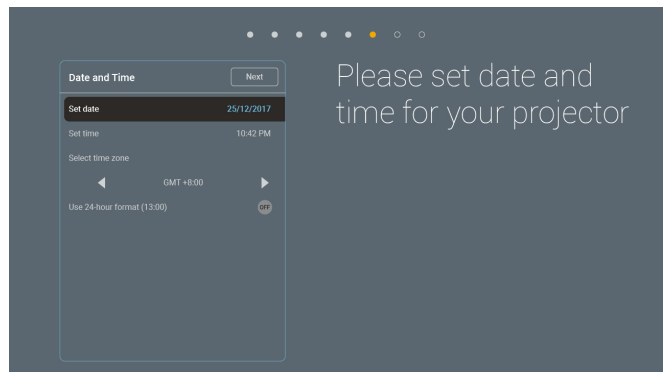 Date and Time Next
Set date 25/12/2017
Set time 10:42 PM
Select time zone
GMT +8:00
Use 24-hour format (13:00) OFF
Please set date and
time for your projector